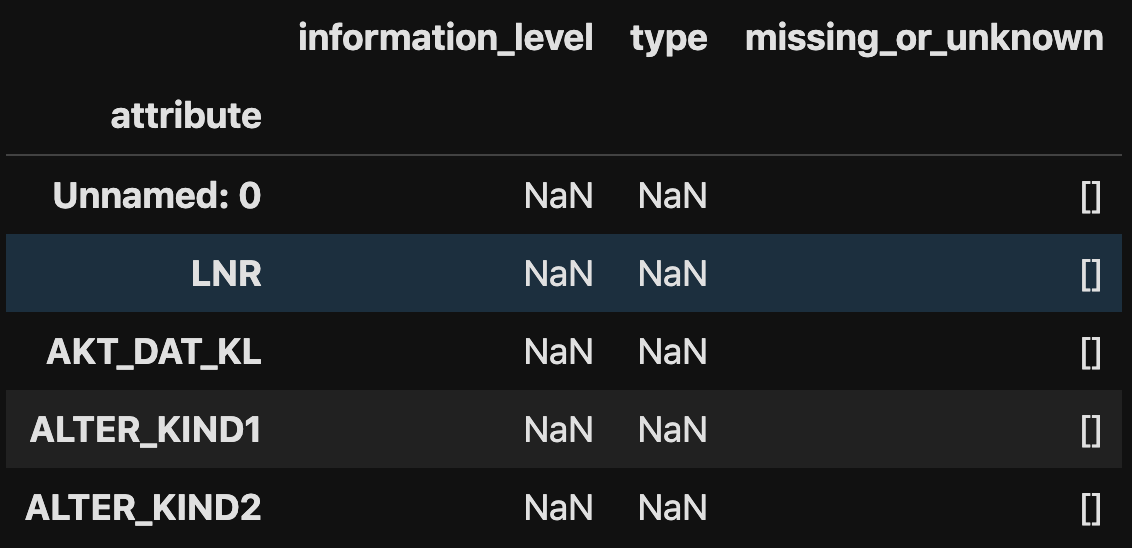 information_level type missing_or_unknown
attribute
Unnamed: 0 NaN NaN []
LNR NaN NaN []
AKT_DAT_KL NaN NaN []
ALTER_KIND1 NaN NaN []
ALTER_KIND2 NaN NaN []